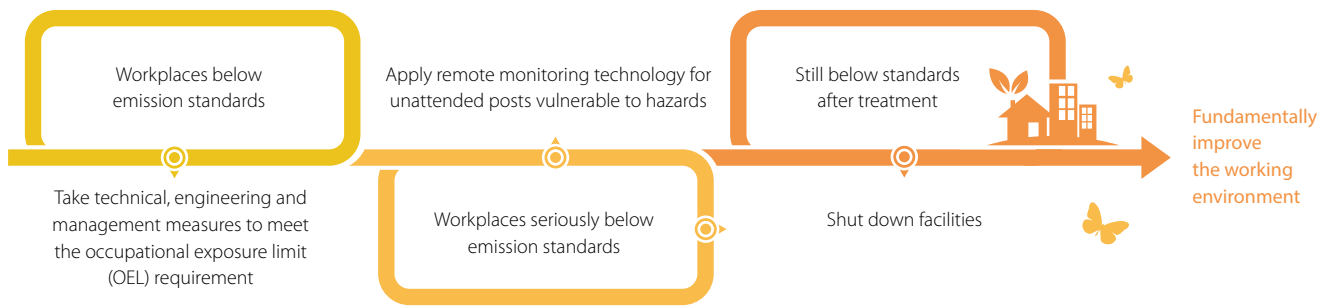 Workplaces below
emission standards
Take technical, engineering and
management measures to meet
the occupational exposure limit
(OEL) requirement
Apply remote monitoring technology for
unattended posts vulnerable to hazards
Workplaces seriously below
emission standards
Still below standards
after treatment
Shut down facilities
Fundamentally
improve
the working
environment